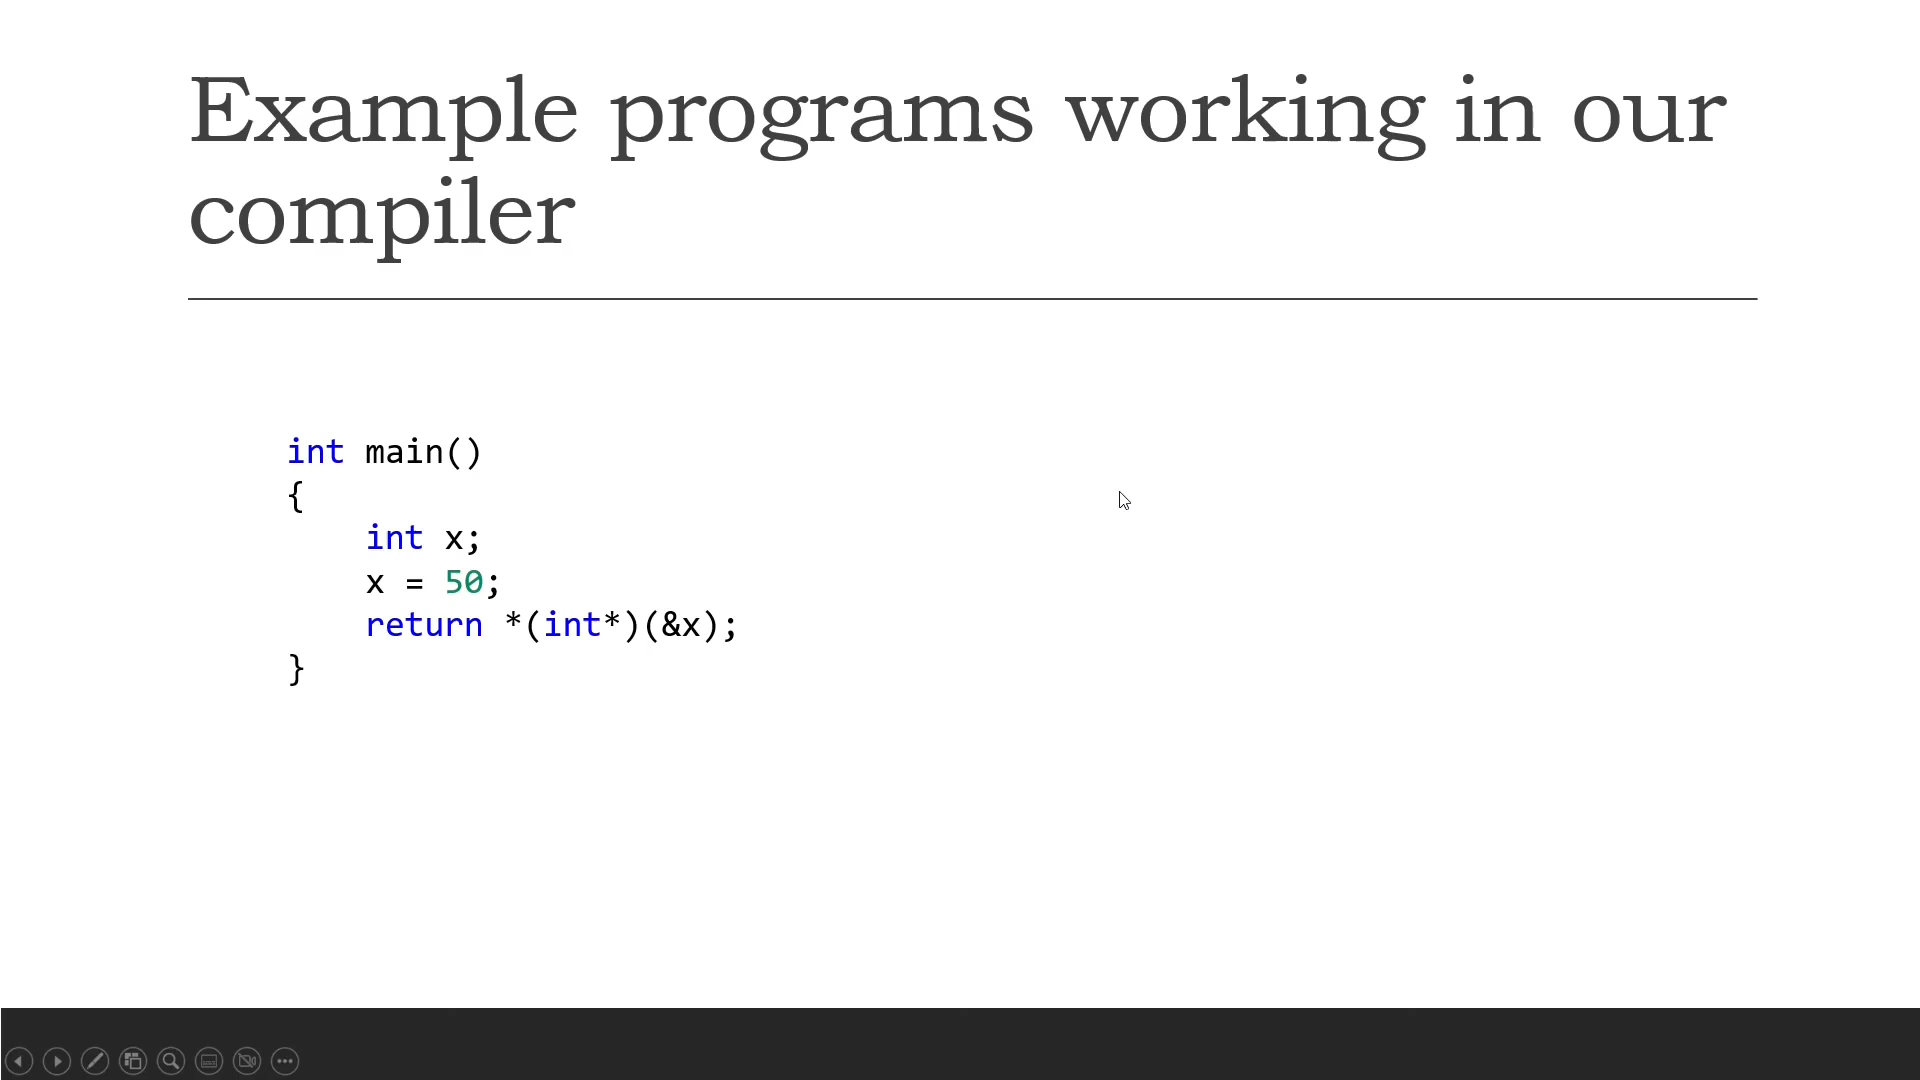 Example programs working in our
compiler
int main()
{
    int x;
    x = 50;
    return *(int*)(&x);
}